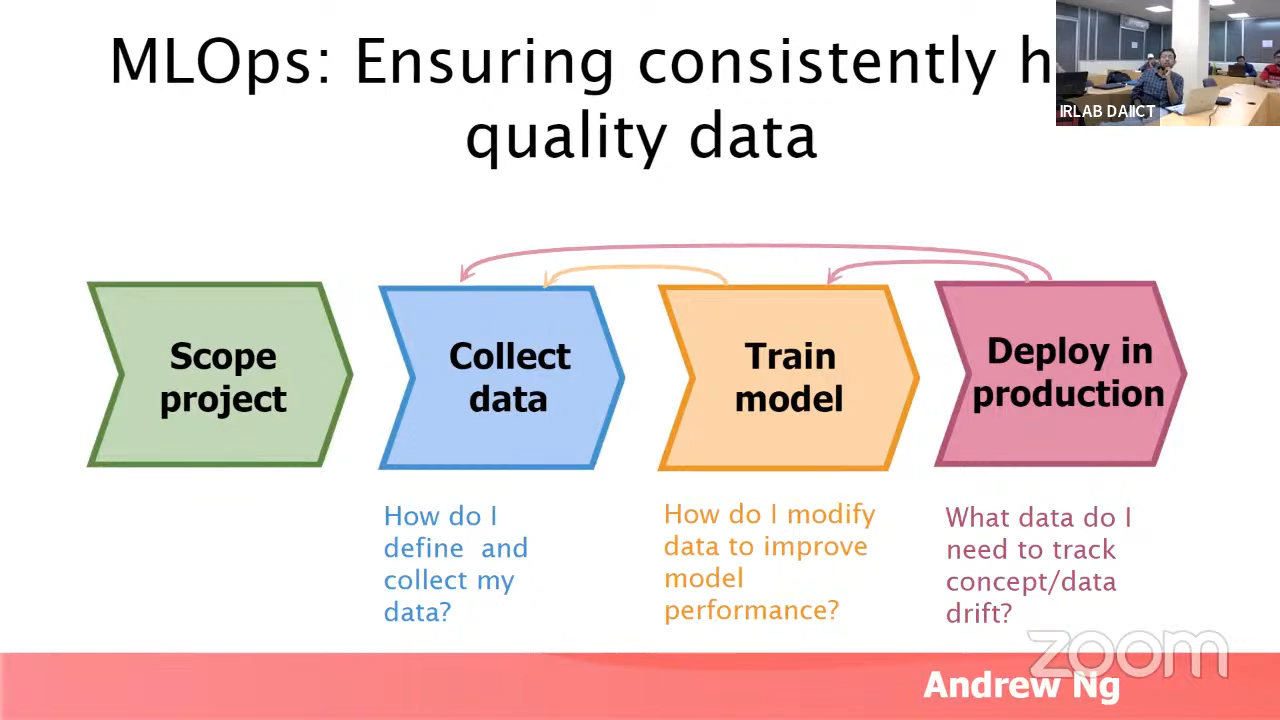 MLOps: Ensuring consistently h
quality data
IRLAB DAIICT
Scope
project
Collect
data
Train
model
Deploy in
production
How do I
define and
collect my
data?
How do I modify
data to improve
model
performance?
What data do I
need to track
concept/data
drift?
zoom
Andrew Ng